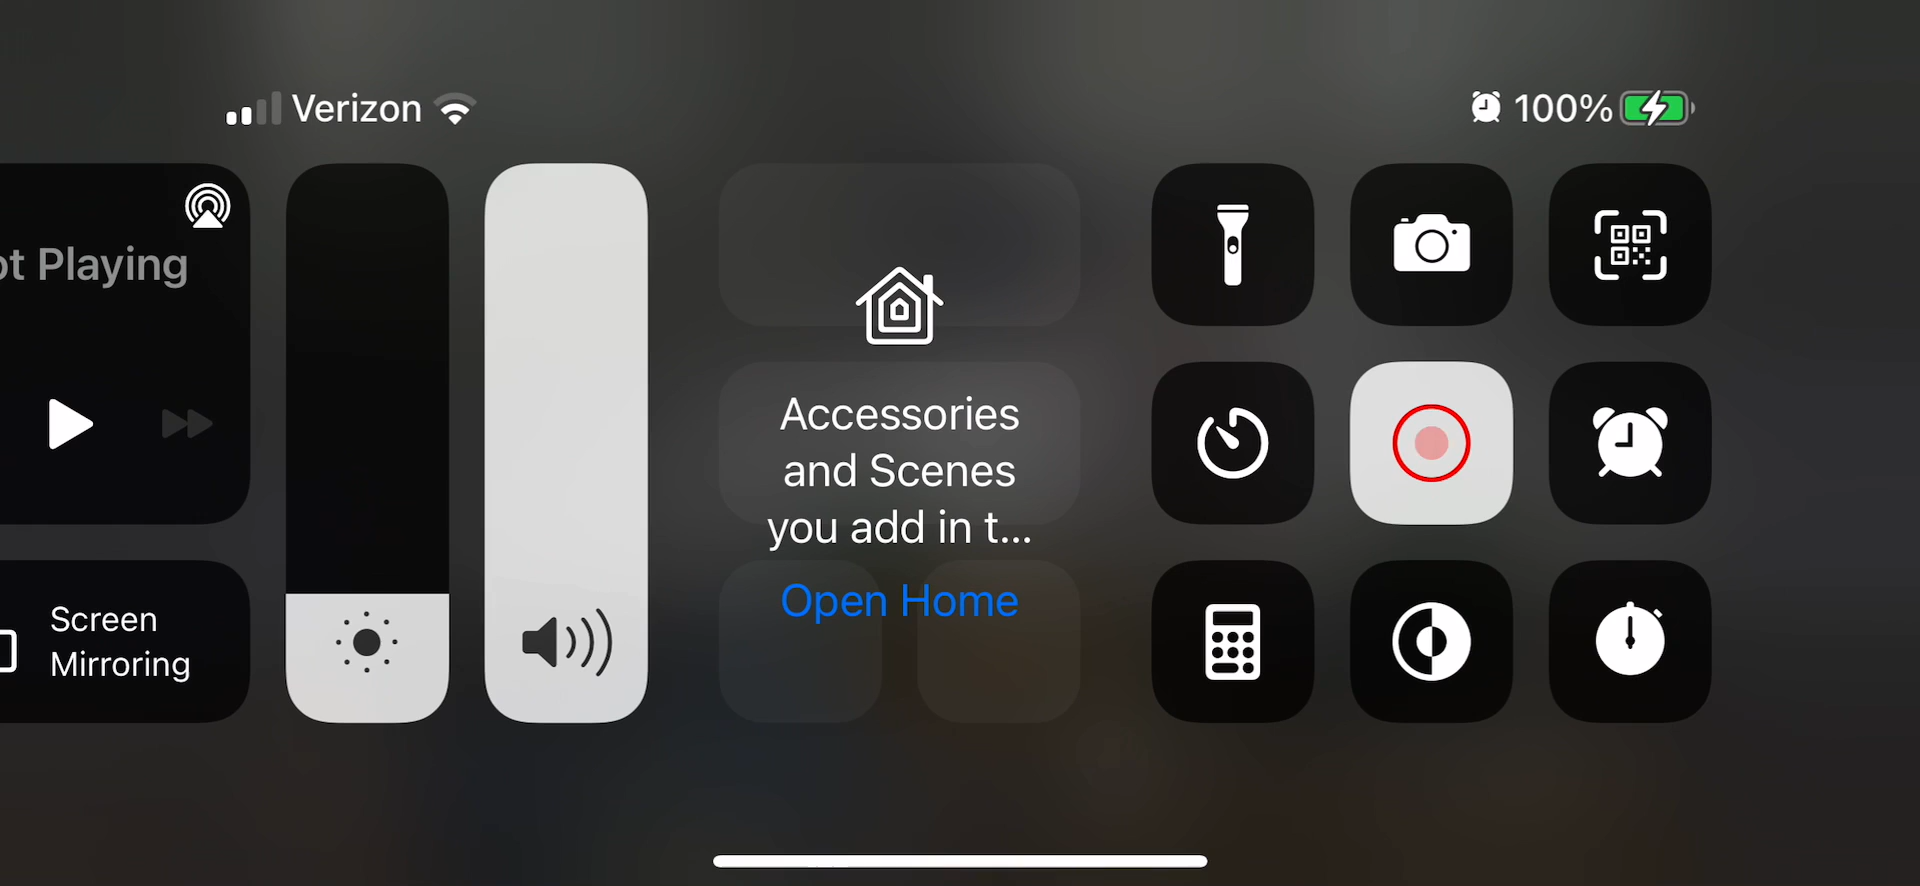 Verizon
100%
ot Playing
Accessories
and Scenes
you add in t...
Open Home
Screen
Mirroring